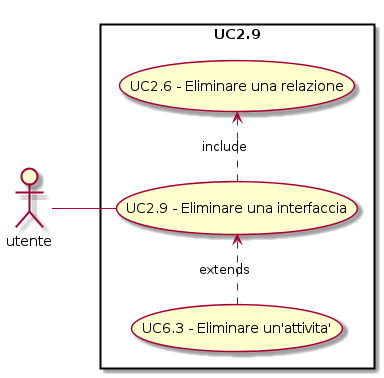 UC2.9
UC2.6 - Eliminare una relazione
include
UC2.9 - Eliminare una interfaccia
utente
extends
UC6.3 - Eliminare un'attivita'